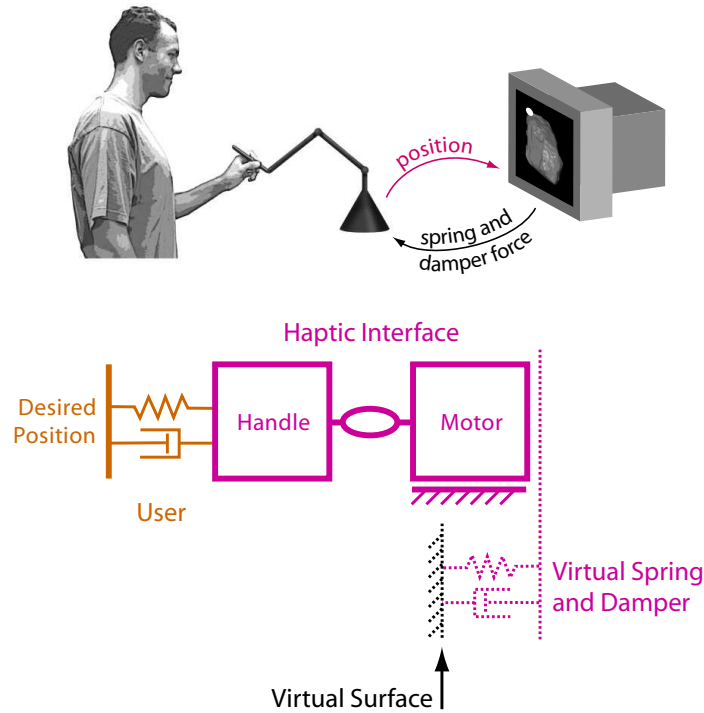 position
spring and
damper force
Haptic Interface
Desired
Position
Handle
Motor
User
Virtual Spring
and Damper
Virtual Surface